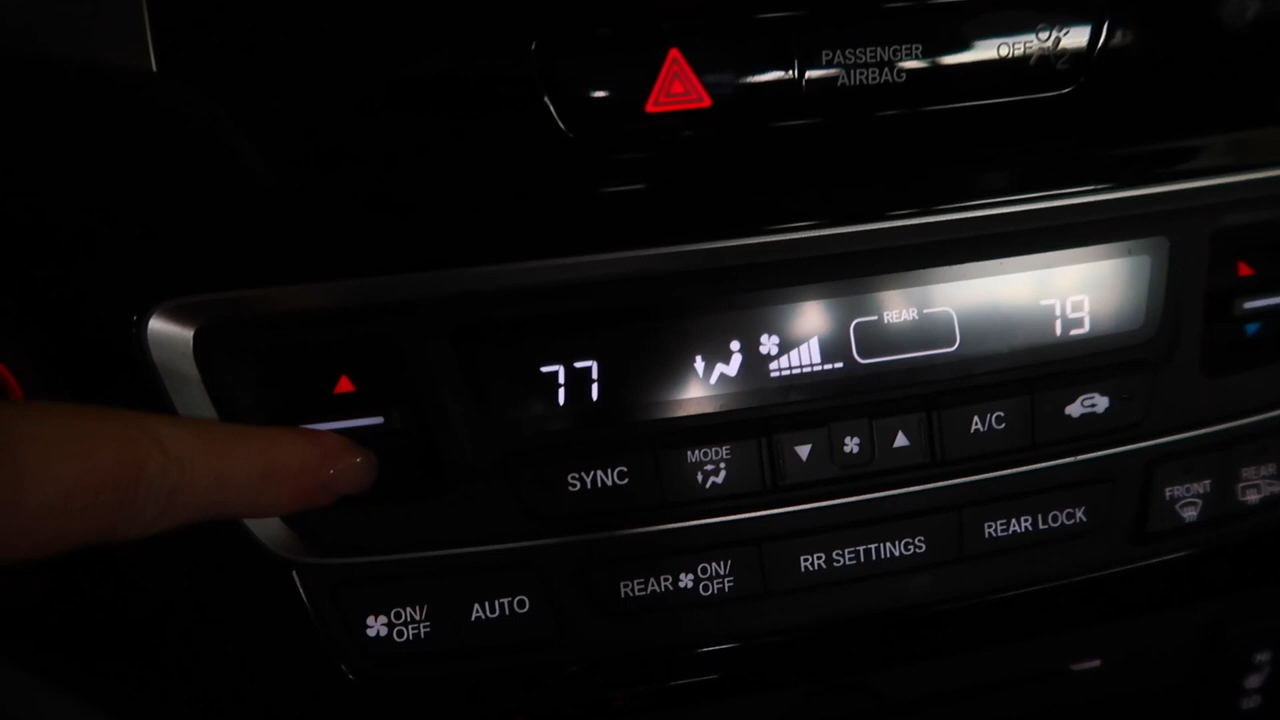 PASSENGER
AIRBAG
OFF
77
REAR
79
SYNC
MODE
A/C
FRONT
REAR
ON/
OFF
AUTO
REAR ON/
OFF
RR SETTINGS
REAR LOCK